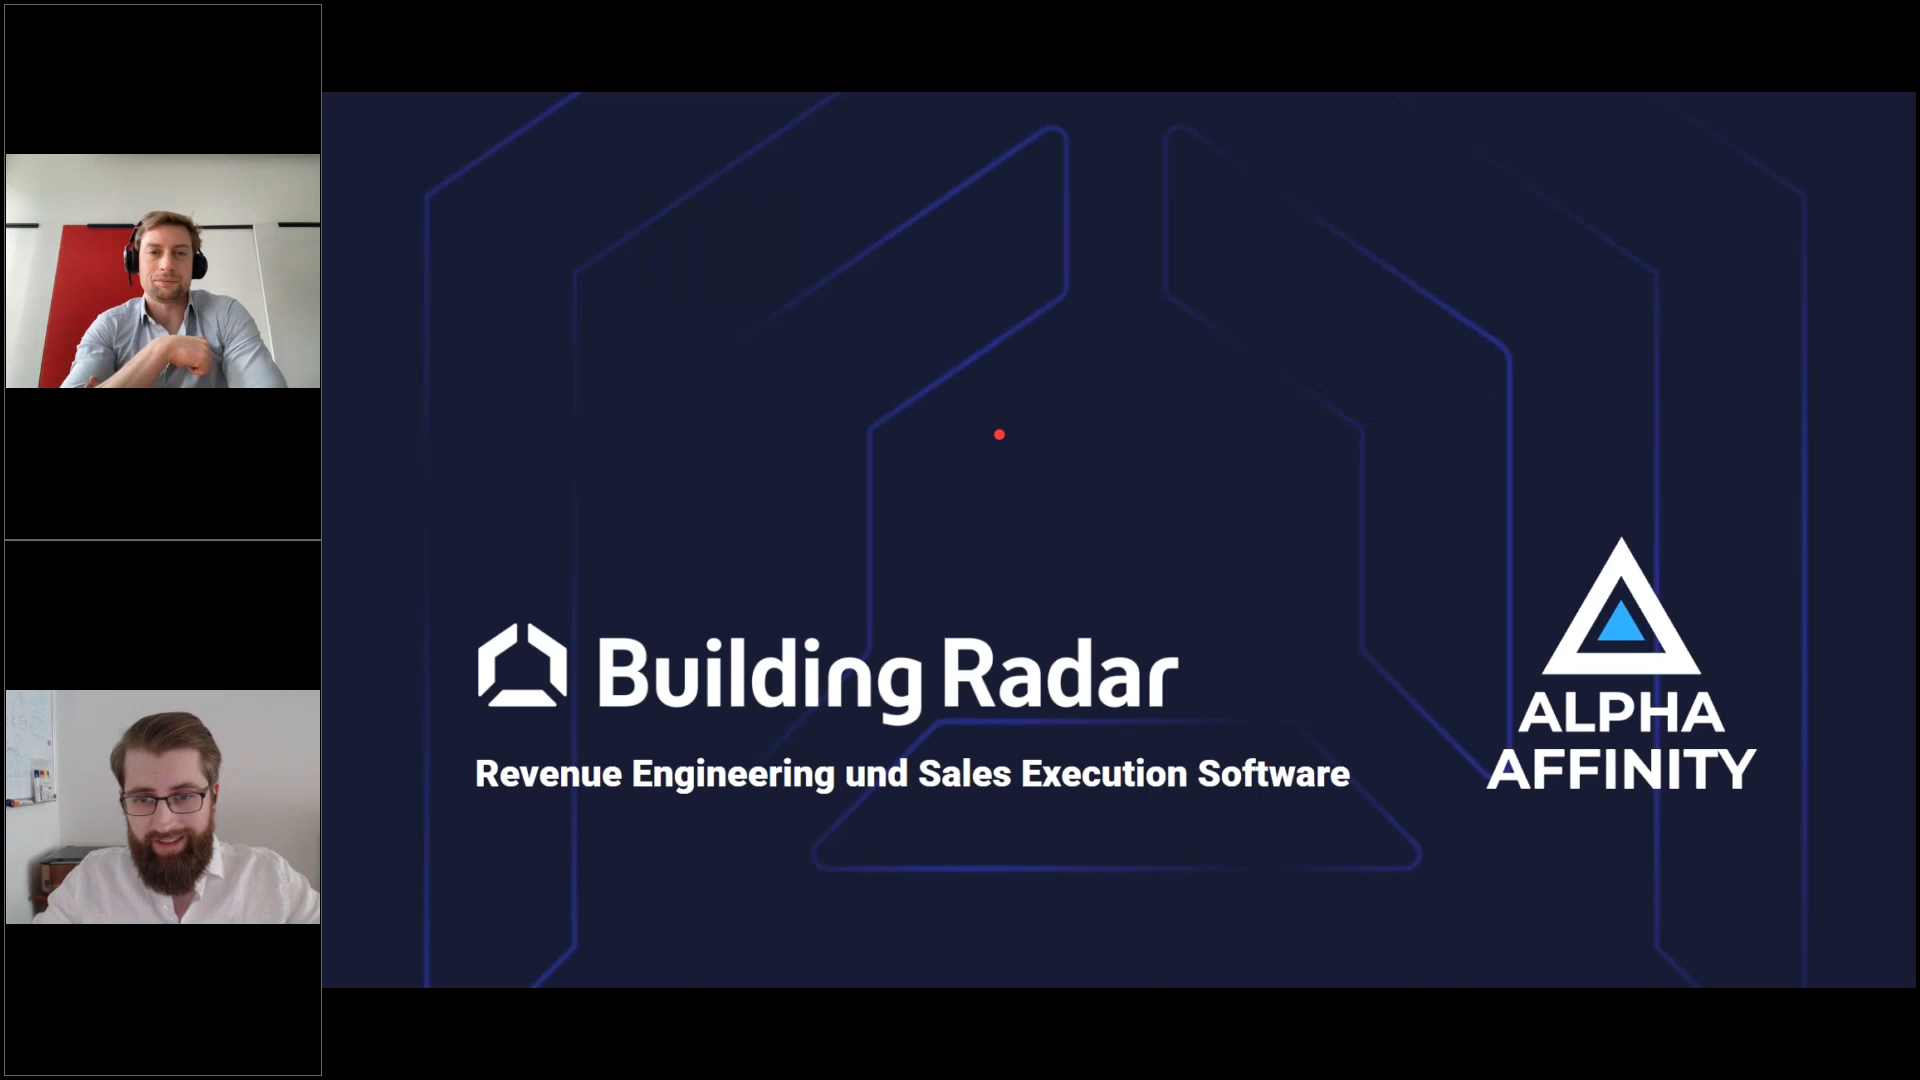 Building Radar
Revenue Engineering und Sales Execution Software
ALPHA
AFFINITY